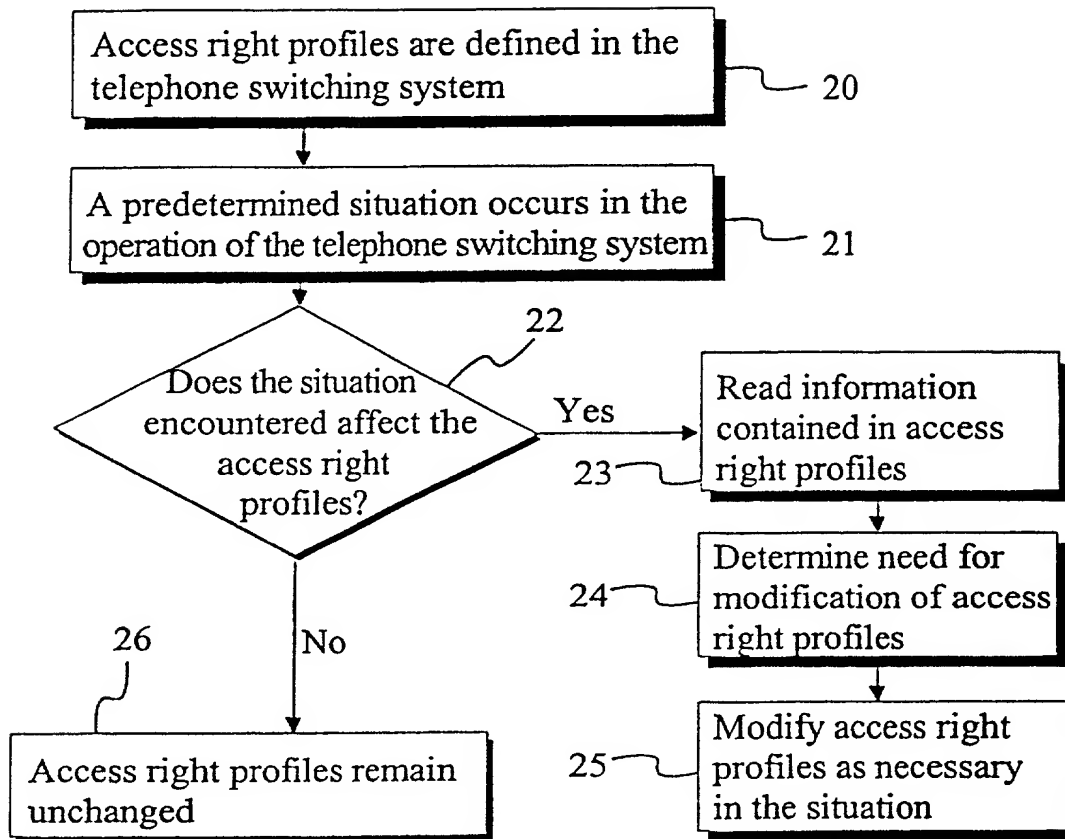 Access right profiles are defined in the
telephone switching system
20
A predetermined situation occurs in the
operation of the telephone switching system
21
22
Does the situation
encountered affect the
access right
profiles?
Yes
Read information
contained in access
right profiles
23
Determine need for
modification of access
right profiles
24
No
26
Access right profiles remain
unchanged
Modify access right
profiles as necessary
in the situation
25